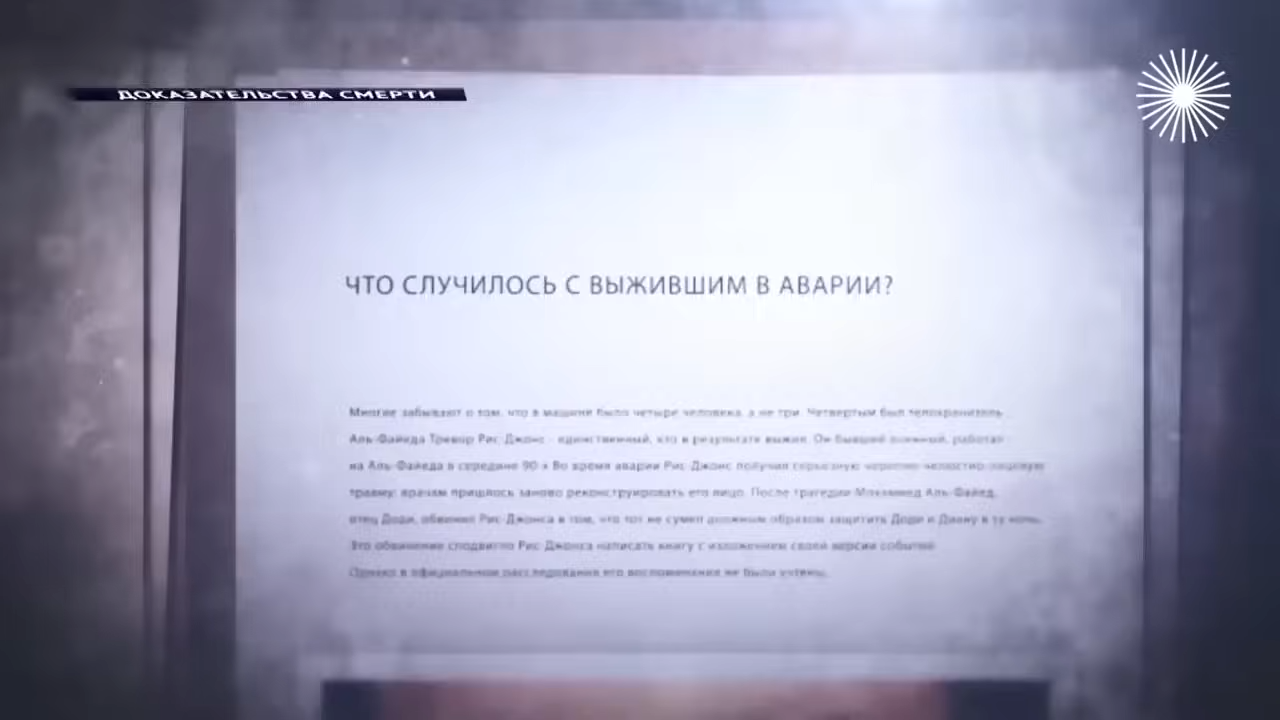 ДОКАЗАТЕЛЬСТВА СМЕРТИ
ЧТО СЛУЧИЛОСЬ С ВЫЖИВШИМ В АВАРИИ?
Многие забывают о том, что в машине было четыре человека, а не три. Четвертым был телохранитель
Аль-Файеда Тревор Рис-Джонс - единственный, кто в результате выжил. Он бывший военный, работал
на Аль-Файеда в середине 90-х Во время аварии Рис-Джонс получил серьезную черепно-челюстно-лицевую
травму: врачам пришлось заново реконструировать его лицо. После трагедии Мохаммед Аль-Файед,
отец Доди, обвинил Рис-Джонса в том, что тот не сумел должным образом защитить Доди и Диану в ту ночь.
Это обвинение сподвигло Рис-Джонса написать книгу с изложением своей версии событий
Однако в официальном расследовании его воспоминания не были учтены.